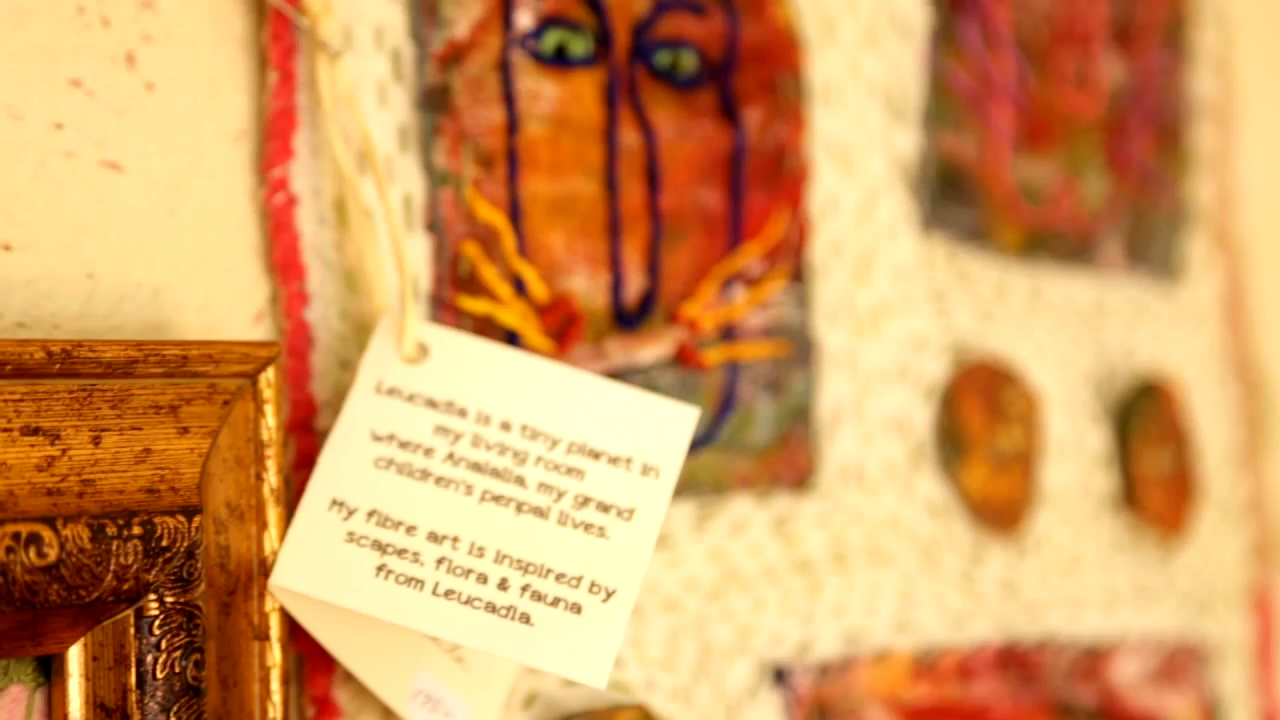 Leucadia is a tiny planet in
my living room
where Analalia, my grand
children's penpal lives.
My fibre art is inspired by
scapes, flora & fauna
from Leucadia.